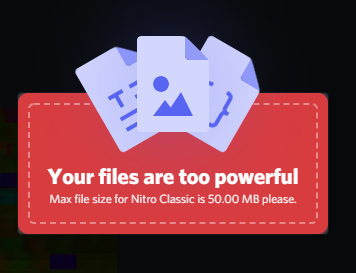 Your files are too powerful
Max file size for Nitro Classic is 50.00 MB please.